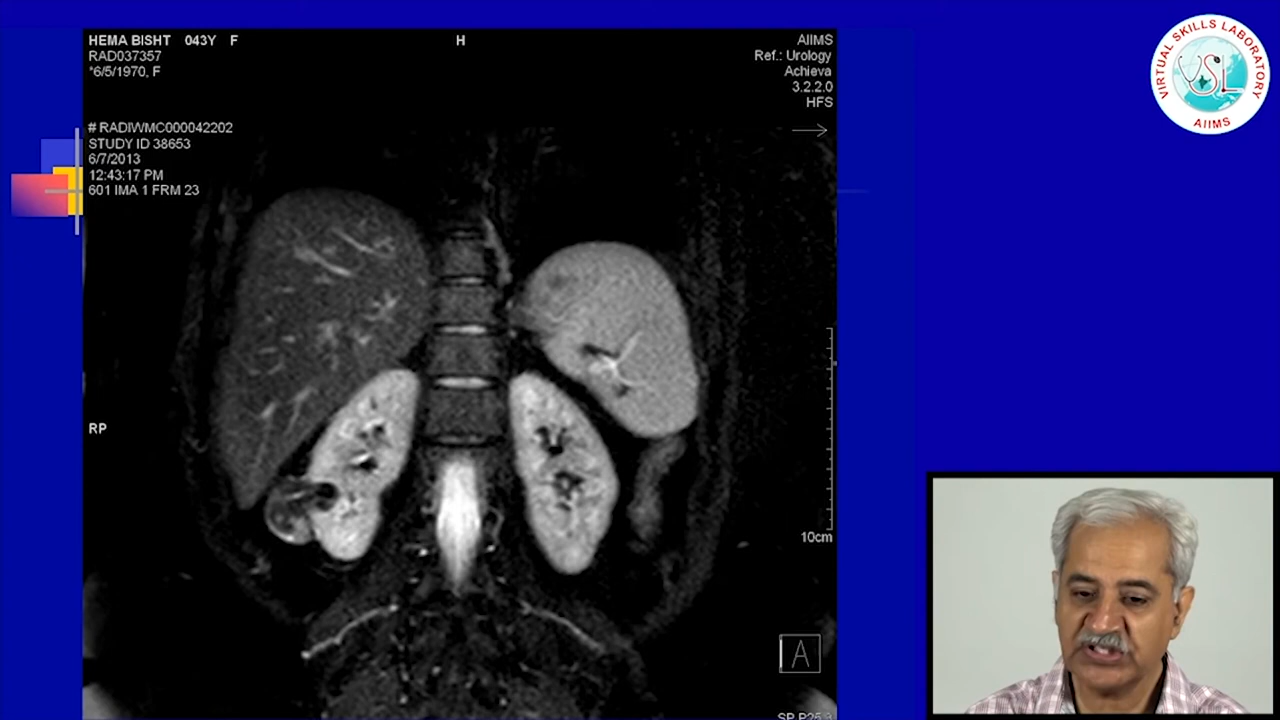 HEMA BISHT 043Y F
RAD037357
*6/5/1970, F
H
AIIMS
Ref.: Urology
Achieva
3.2.2.0
HFS
# RADIWMC000042202
STUDY ID 38653
6/7/2013
12:43:17 PM
601 IMA 1 FRM 23
RP
10cm
A
VIRTUAL SKILLS LABORATORY
VSL
AIIMS